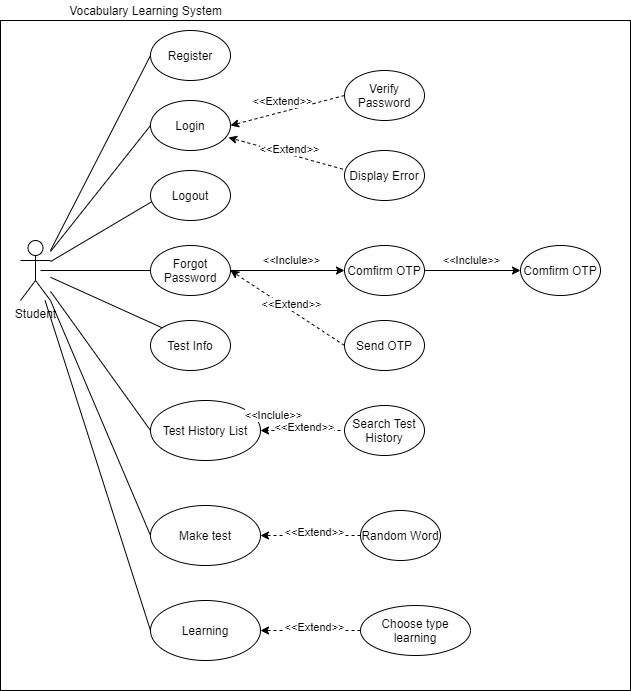 Vocabulary Learning System
Register
Login
<<Extend>>
Verify
Password
<<Extend>>
Display Error
Logout
Student
Forgot
Password
<<Inclule>>
Comfirm OTP
<<Inclule>>
Comfirm OTP
<<Extend>>
Send OTP
Test Info
Test History List
<<Inclule>>
<<Extend>>
Search Test
History
Make test
<<Extend>>
Random Word
Learning
<<Extend>>
Choose type
learning